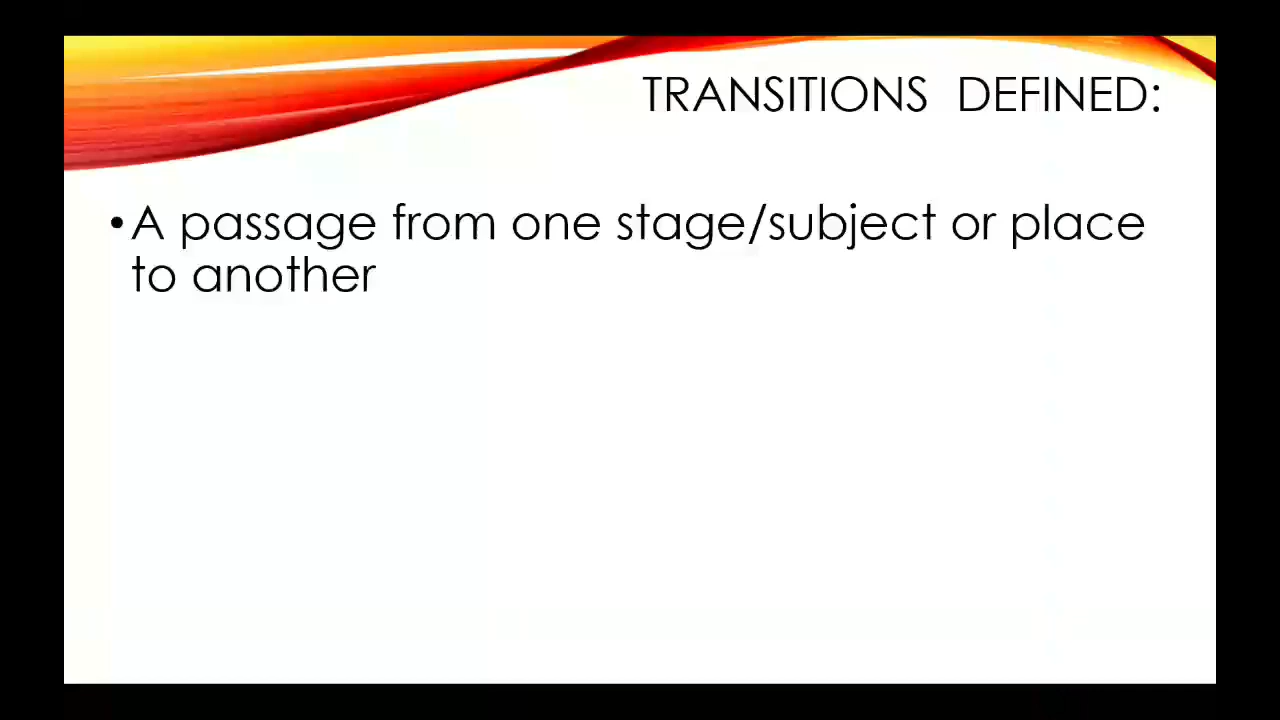 TRANSITIONS DEFINED:
•A passage from one stage/subject or place
to another